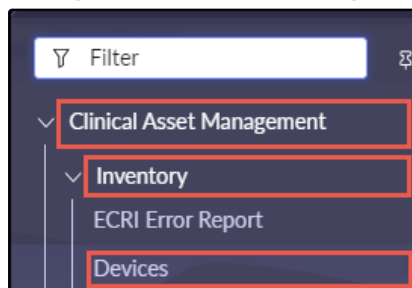 Filter
Clinical Asset Management
Inventory
ECRI Error Report
Devices